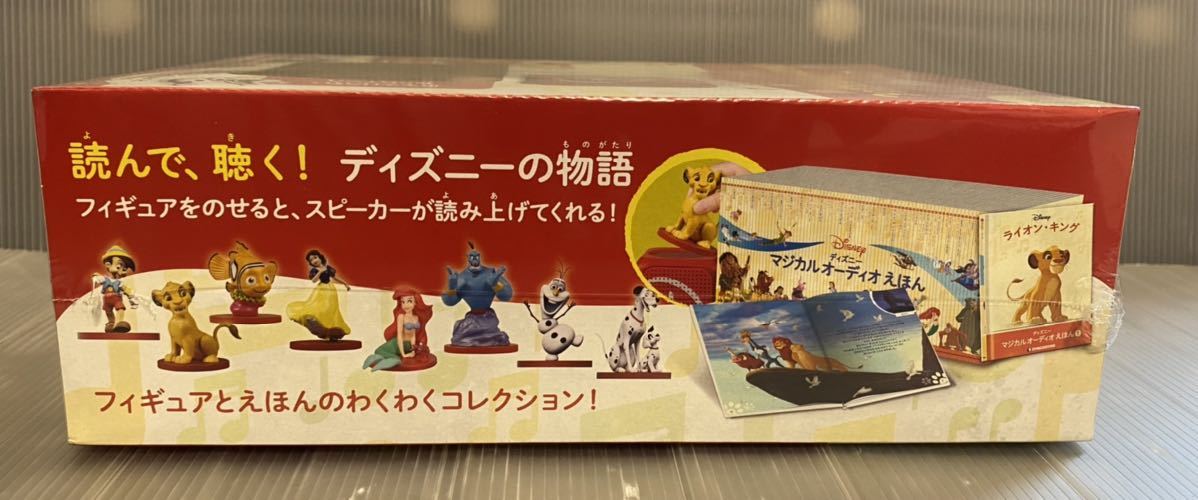 読んで、聴く! ディズニーの物語
フィギュアをのせると、スピーカーが読み上げてくれる!
Disney
ディズニー
マジカルオーディオえほん
Disney
ライオン・キング
ディズニー
マジカルオーディオえほん 1
フィギュアとえほんのわくわくコレクション!